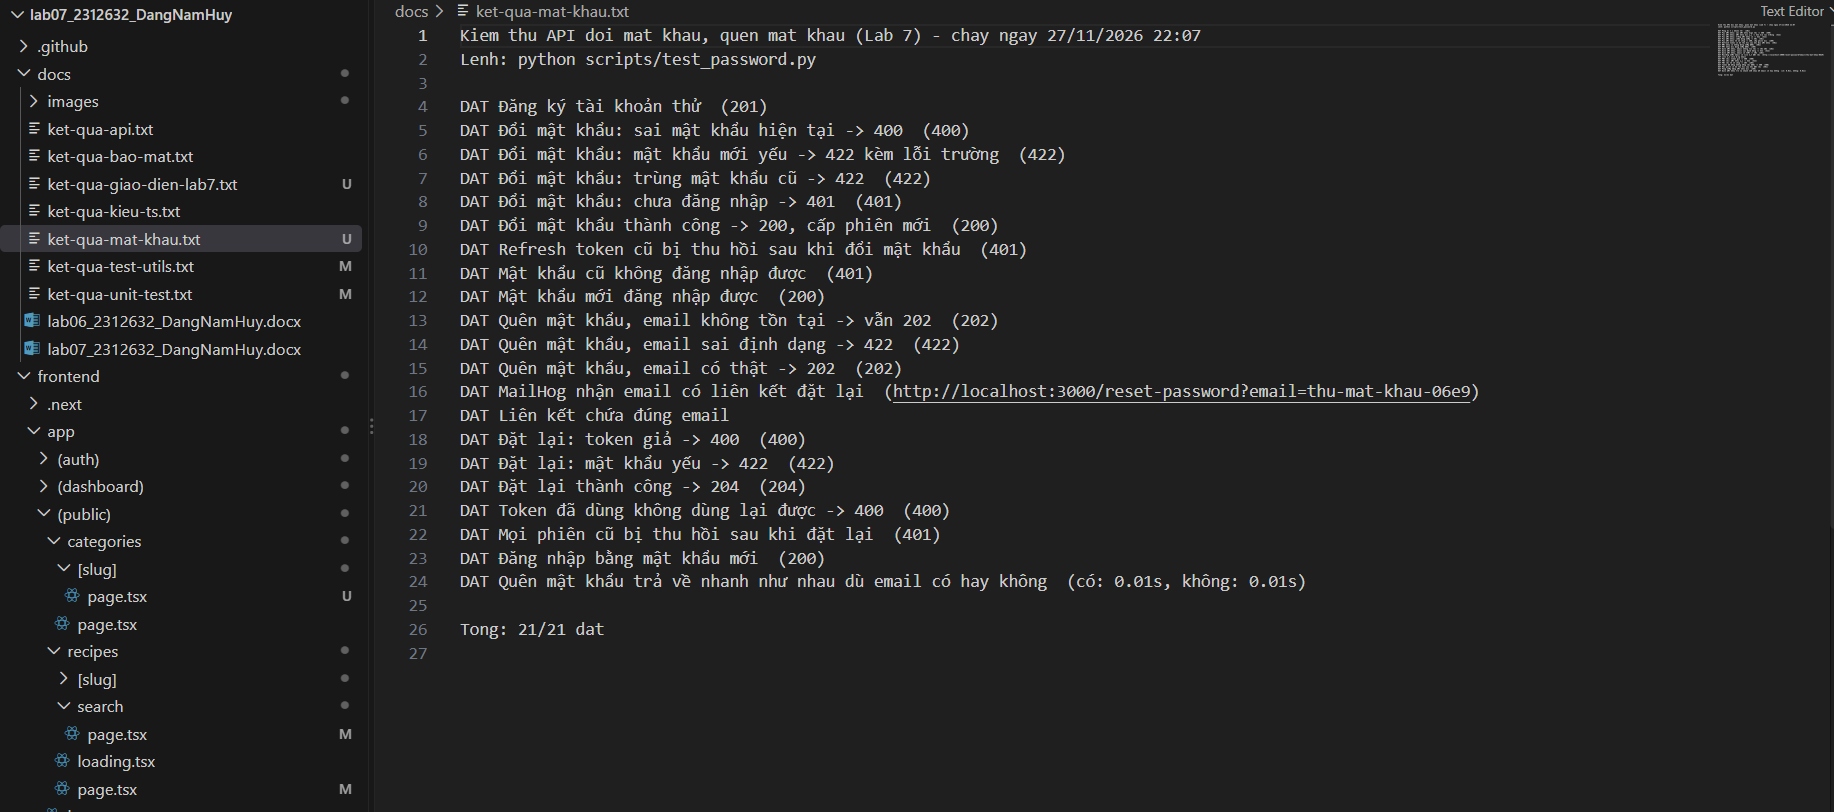 lab07_2312632_DangNamHuy
.github
docs
images
ket-qua-api.txt
ket-qua-bao-mat.txt
ket-qua-giao-dien-lab7.txt U
ket-qua-kieu-ts.txt
ket-qua-mat-khau.txt U
ket-qua-test-utils.txt M
ket-qua-unit-test.txt M
lab06_2312632_DangNamHuy.docx
lab07_2312632_DangNamHuy.docx
frontend
.next
app
(auth)
(dashboard)
(public)
categories
[slug]
page.tsx U
page.tsx
recipes
[slug]
search
page.tsx M
loading.tsx
page.tsx M
docs > ket-qua-mat-khau.txt
Text Editor
1 Kiem thu API doi mat khau, quen mat khau (Lab 7) - chay ngay 27/11/2026 22:07
2 Lenh: python scripts/test_password.py
3
4 DAT Đăng ký tài khoản thử (201)
5 DAT Đổi mật khẩu: sai mật khẩu hiện tại -> 400 (400)
6 DAT Đổi mật khẩu: mật khẩu mới yếu -> 422 kèm lỗi trường (422)
7 DAT Đổi mật khẩu: trùng mật khẩu cũ -> 422 (422)
8 DAT Đổi mật khẩu: chưa đăng nhập -> 401 (401)
9 DAT Đổi mật khẩu thành công -> 200, cấp phiên mới (200)
10 DAT Refresh token cũ bị thu hồi sau khi đổi mật khẩu (401)
11 DAT Mật khẩu cũ không đăng nhập được (401)
12 DAT Mật khẩu mới đăng nhập được (200)
13 DAT Quên mật khẩu, email không tồn tại -> vẫn 202 (202)
14 DAT Quên mật khẩu, email sai định dạng -> 422 (422)
15 DAT Quên mật khẩu, email có thật -> 202 (202)
16 DAT MailHog nhận email có liên kết đặt lại (http://localhost:3000/reset-password?email=thu-mat-khau-06e9)
17 DAT Liên kết chứa đúng email
18 DAT Đặt lại: token giả -> 400 (400)
19 DAT Đặt lại: mật khẩu yếu -> 422 (422)
20 DAT Đặt lại thành công -> 204 (204)
21 DAT Token đã dùng không dùng lại được -> 400 (400)
22 DAT Mọi phiên cũ bị thu hồi sau khi đặt lại (401)
23 DAT Đăng nhập bằng mật khẩu mới (200)
24 DAT Quên mật khẩu trả về nhanh như nhau dù email có hay không (có: 0.01s, không: 0.01s)
25
26 Tong: 21/21 dat
27